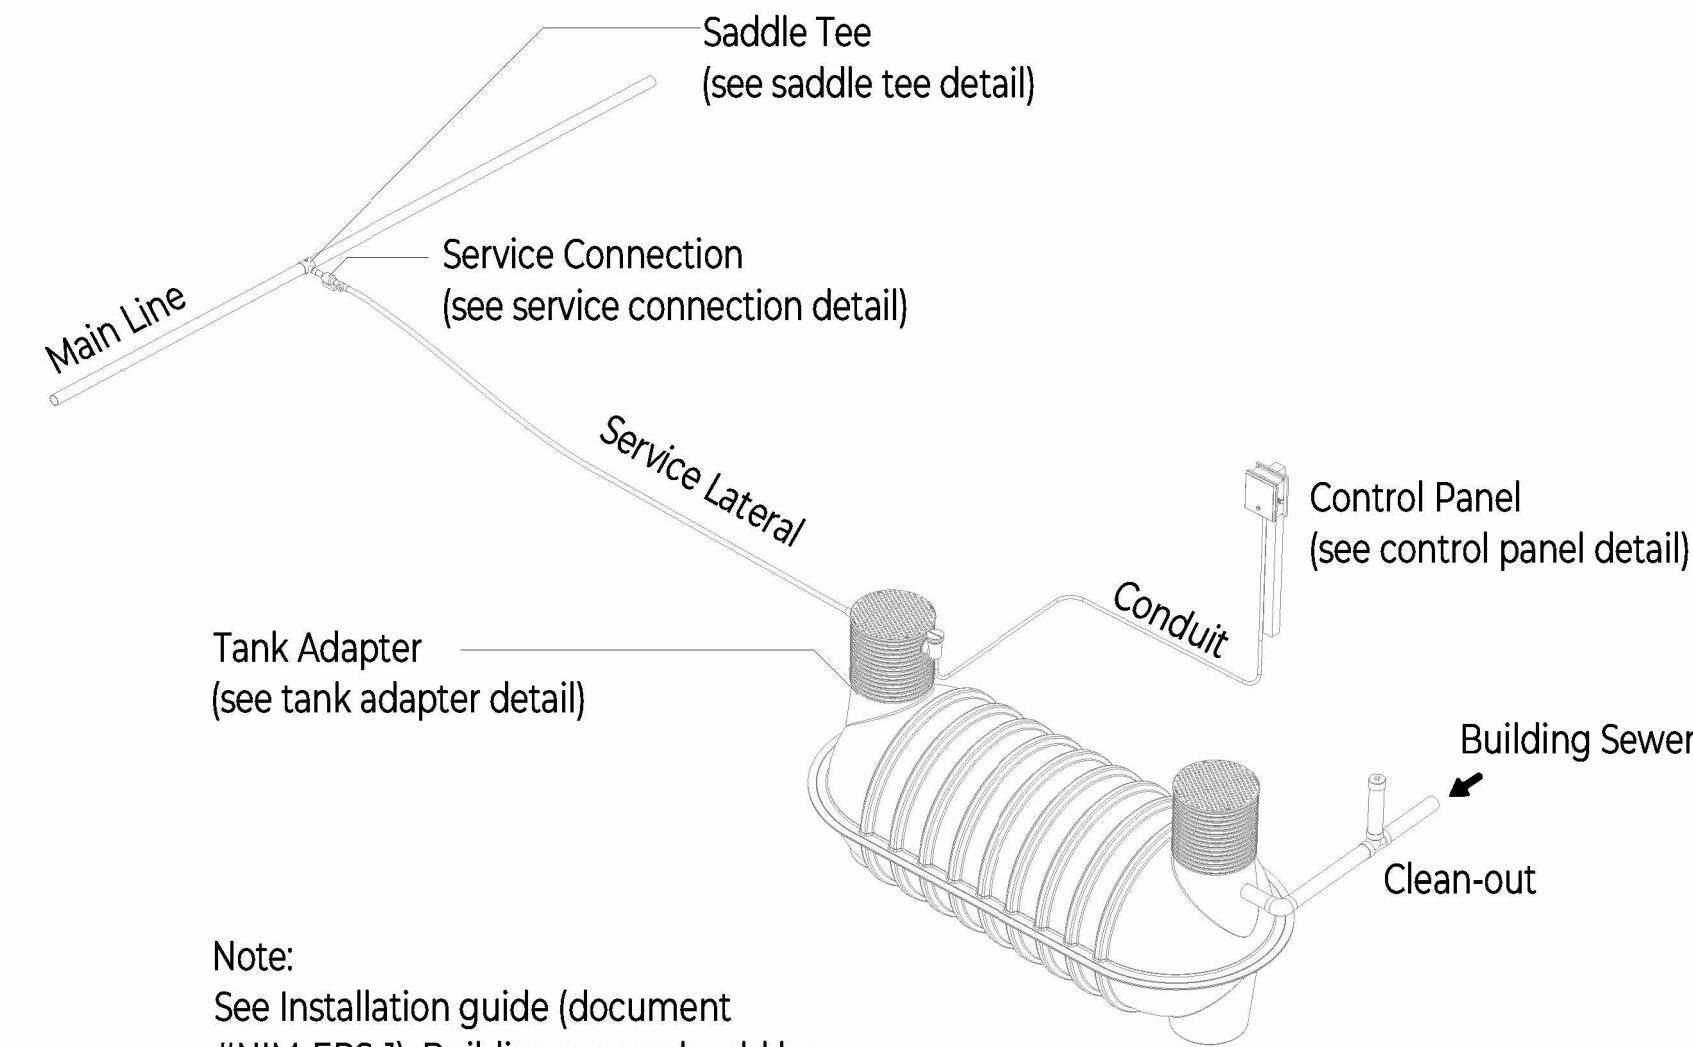 Saddle Tee
(see saddle tee detail)
Service Connection
(see service connection detail)
Main Line
Service Lateral
Control Panel
(see control panel detail)
Conduit
Tank Adapter
(see tank adapter detail)
Building Sewer
Clean-out
Note:
See Installation guide (document